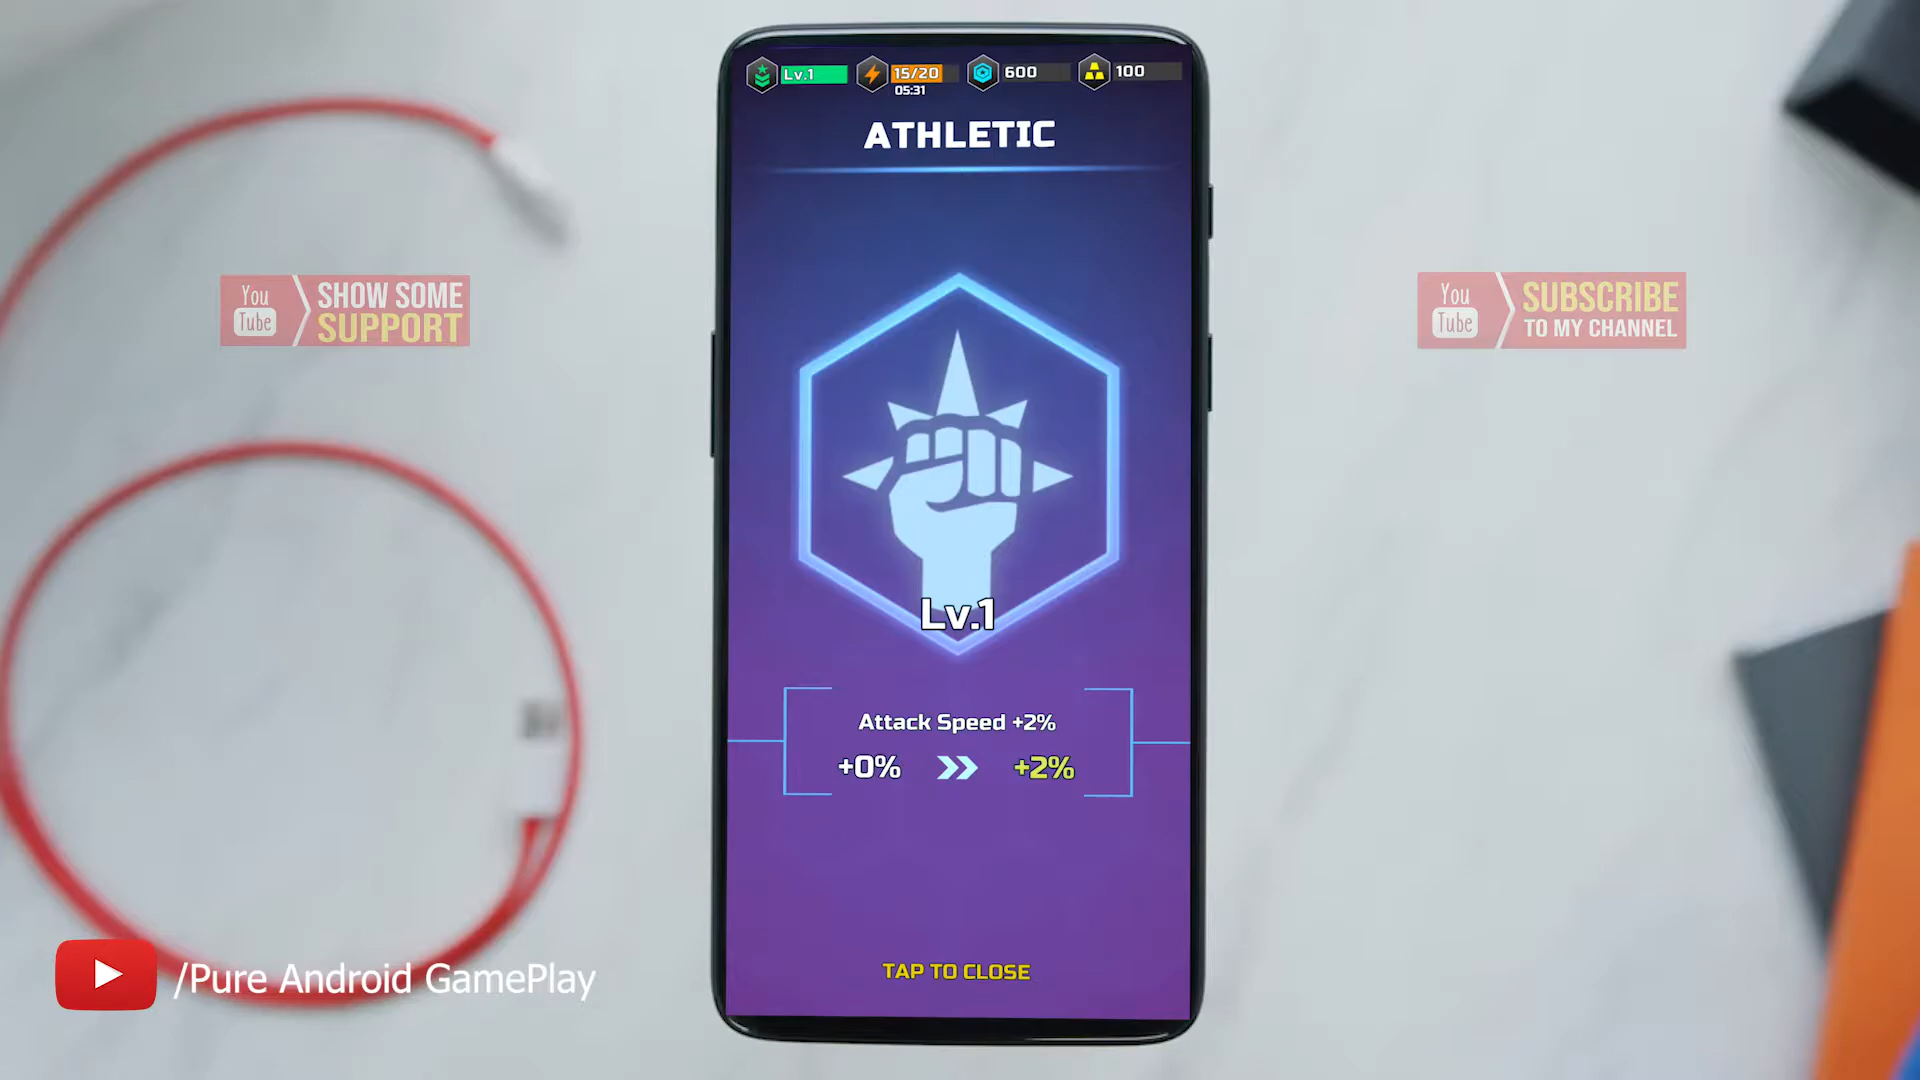 Lv.1
15/20
600
100
05:31
ATHLETIC
You
Tube
SHOW SOME
SUPPORT
You
Tube
SUBSCRIBE
TO MY CHANNEL
Lv.1
Attack Speed +2%
+0%
+2%
TAP TO CLOSE
/Pure Android GamePlay